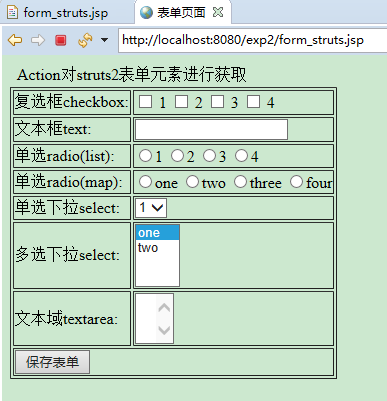 form_struts.jsp 表单页面
http://localhost:8080/exp2/form_struts.jsp
Action对struts2表单元素进行获取
复选框checkbox: 1 2 3 4
文本框text:
单选radio(list): 1 2 3 4
单选radio(map): one two three four
单选下拉select: 1
one
two
多选下拉select:
文本域textarea:
保存表单